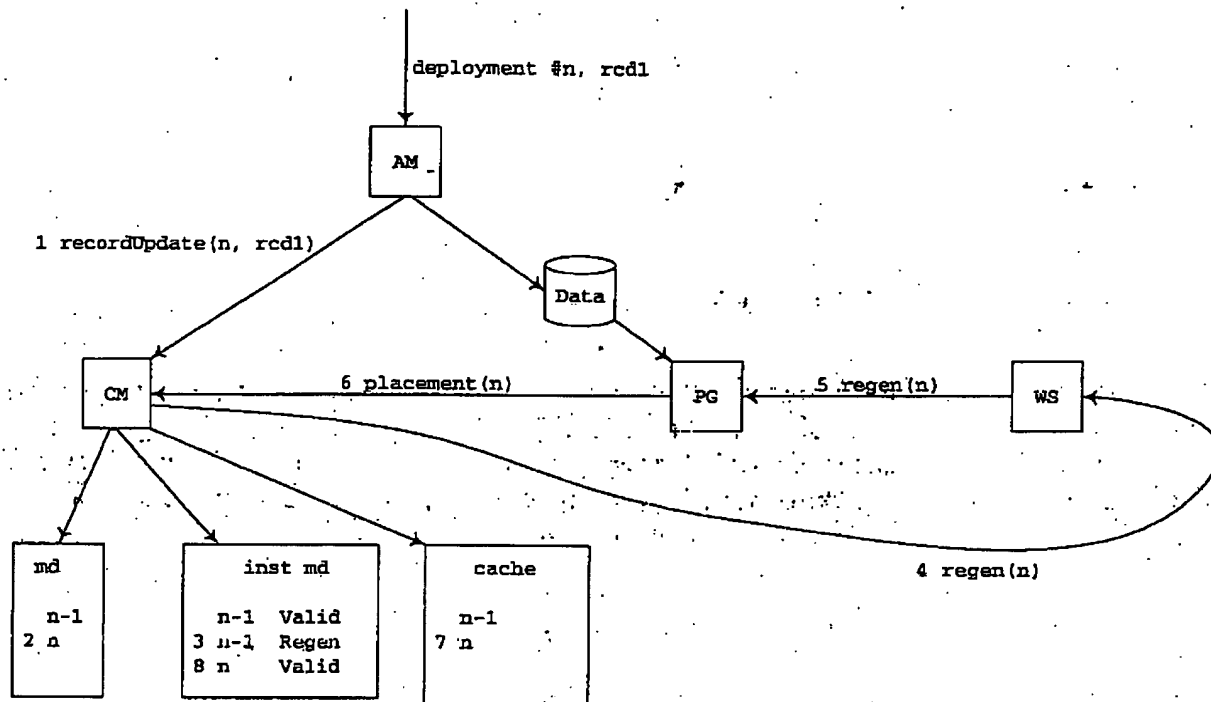 deployment #n, rcd1
AM
1 recordUpdate(n, rcd1)
Data
CM
6 placement(n)
PG
5 regen(n)
WS
4 regen(n)
md
n-1
2 n
inst md
n-1 Valid
3 n-1 Regen
8 n Valid
cache
n-1
7 n